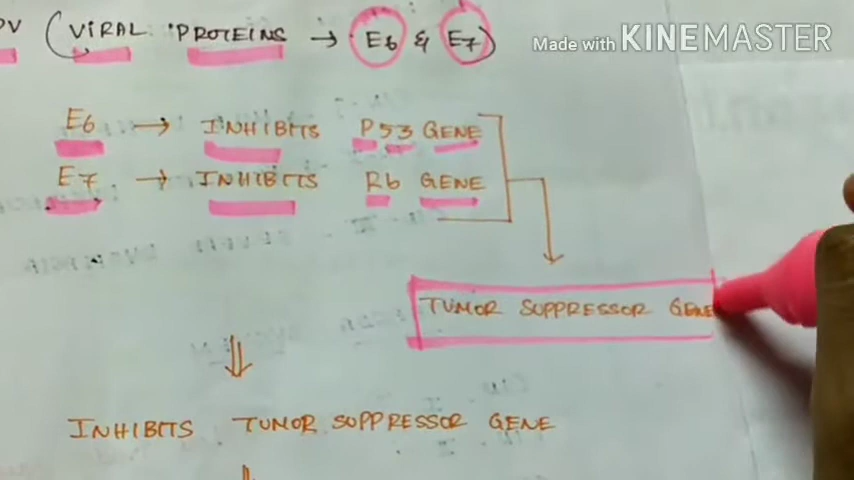 PV (VIRAL PROTEINS → E6 & E7)
Made with KINEMASTER
E6 → INHIBITS P53 GENE
E7 → INHIBITS Rb GENE
TUMOR SUPPRESSOR GENE
INHIBITS TUMOR SUPPRESSOR GENE